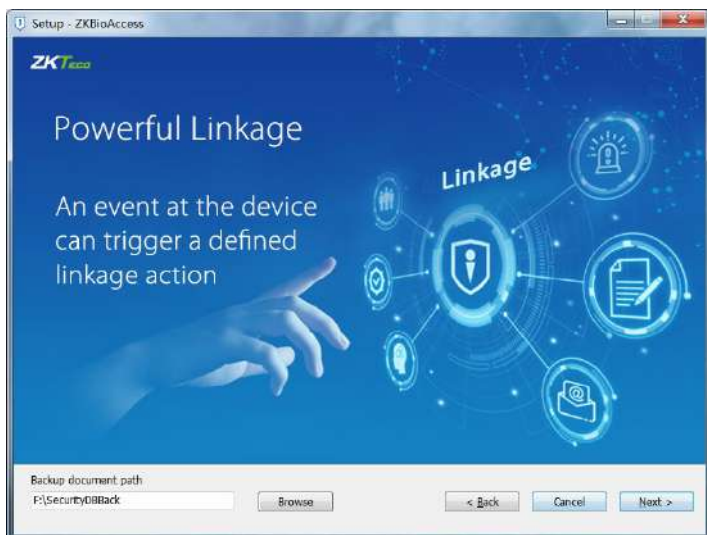 Setup - ZKBioAccess
ZKTeco
Powerful Linkage
Linkage
An event at the device
can trigger a defined
linkage action
Backup document path
F:\SecurityDBBack
Browse
< Back
Cancel
Next >